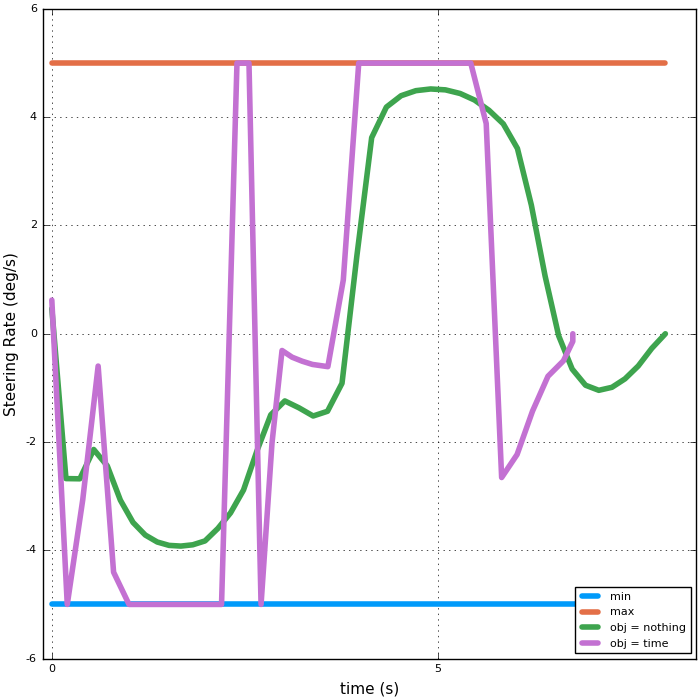 6
4
2
0
-2
-4
-6
Steering Rate (deg/s)
0
5
time (s)
min
max
obj = nothing
obj = time